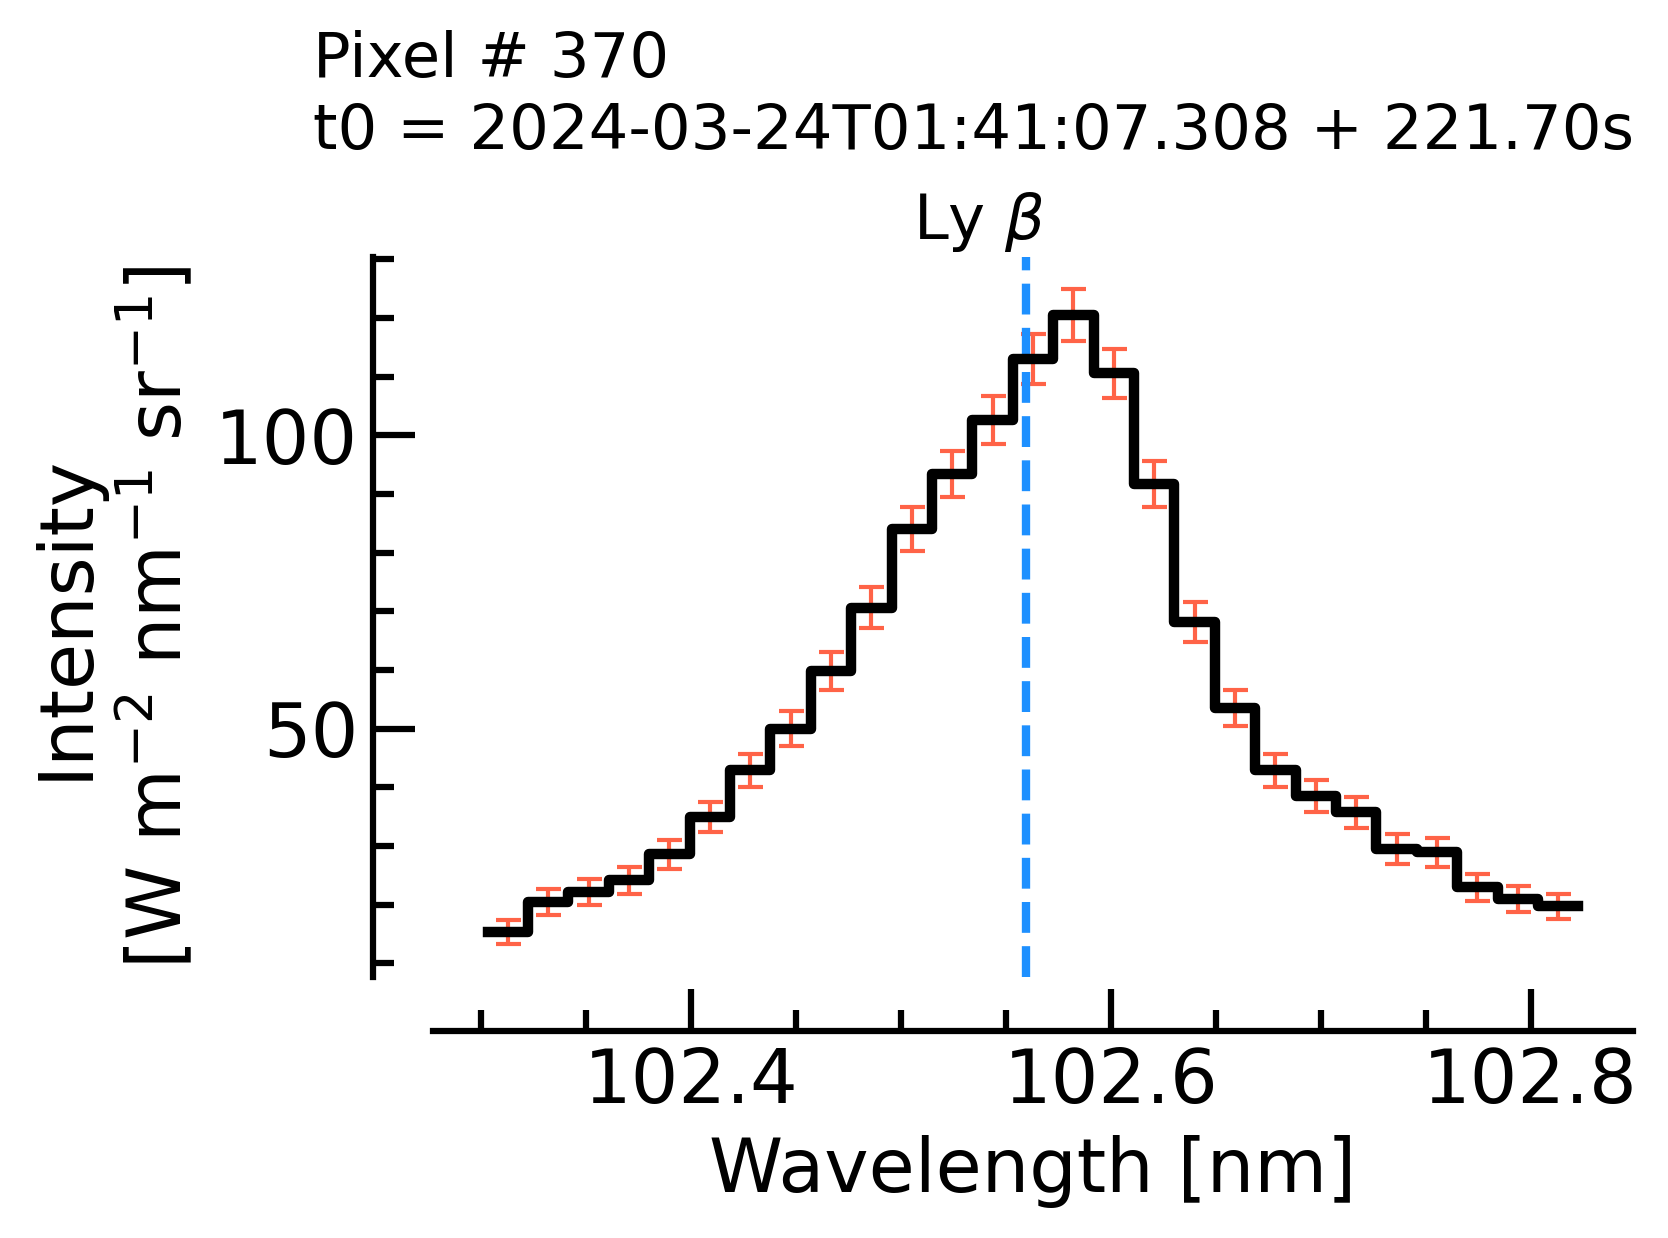 Pixel # 370
t0 = 2024-03-24T01:41:07.308 + 221.70s
Ly β
Intensity
[W m⁻² nm⁻¹ sr⁻¹]
100
50
102.4 102.6 102.8
Wavelength [nm]